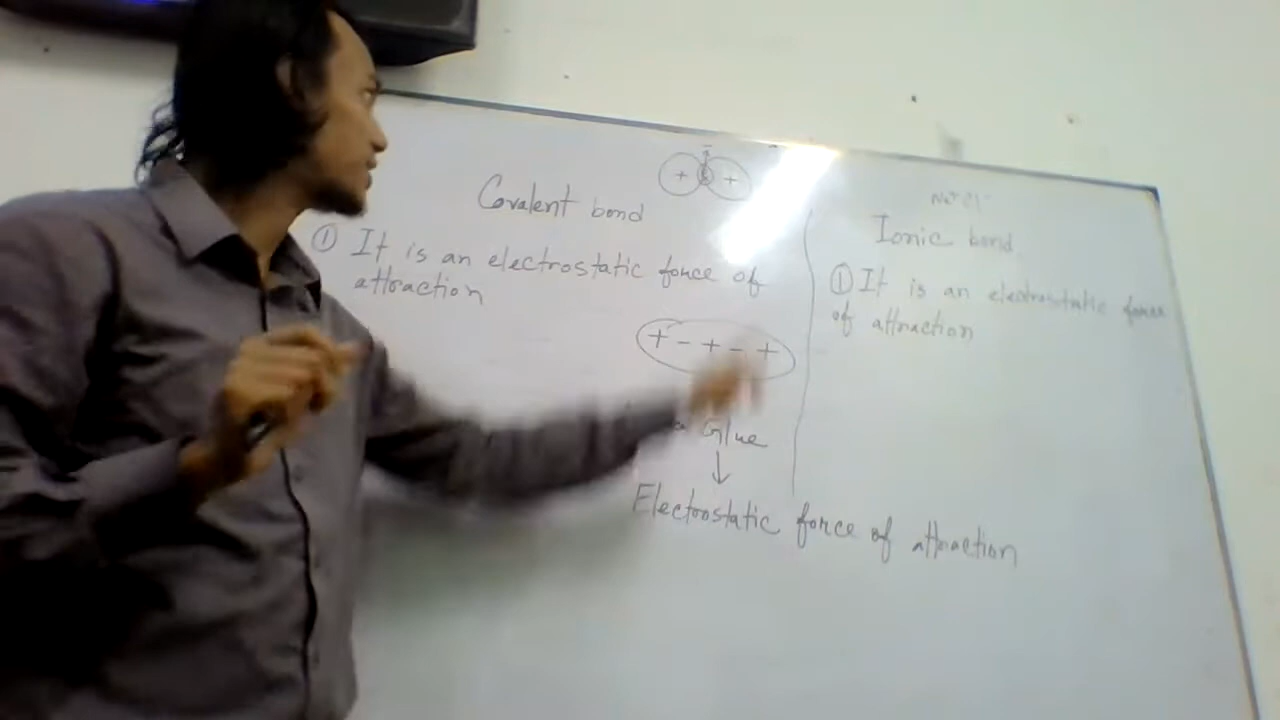 Covalent bond
① It is an electrostatic force of
attraction
+ - + - +
Glue
↓
Electrostatic force of attraction
Ionic bond
① It is an electrostatic force
of attraction